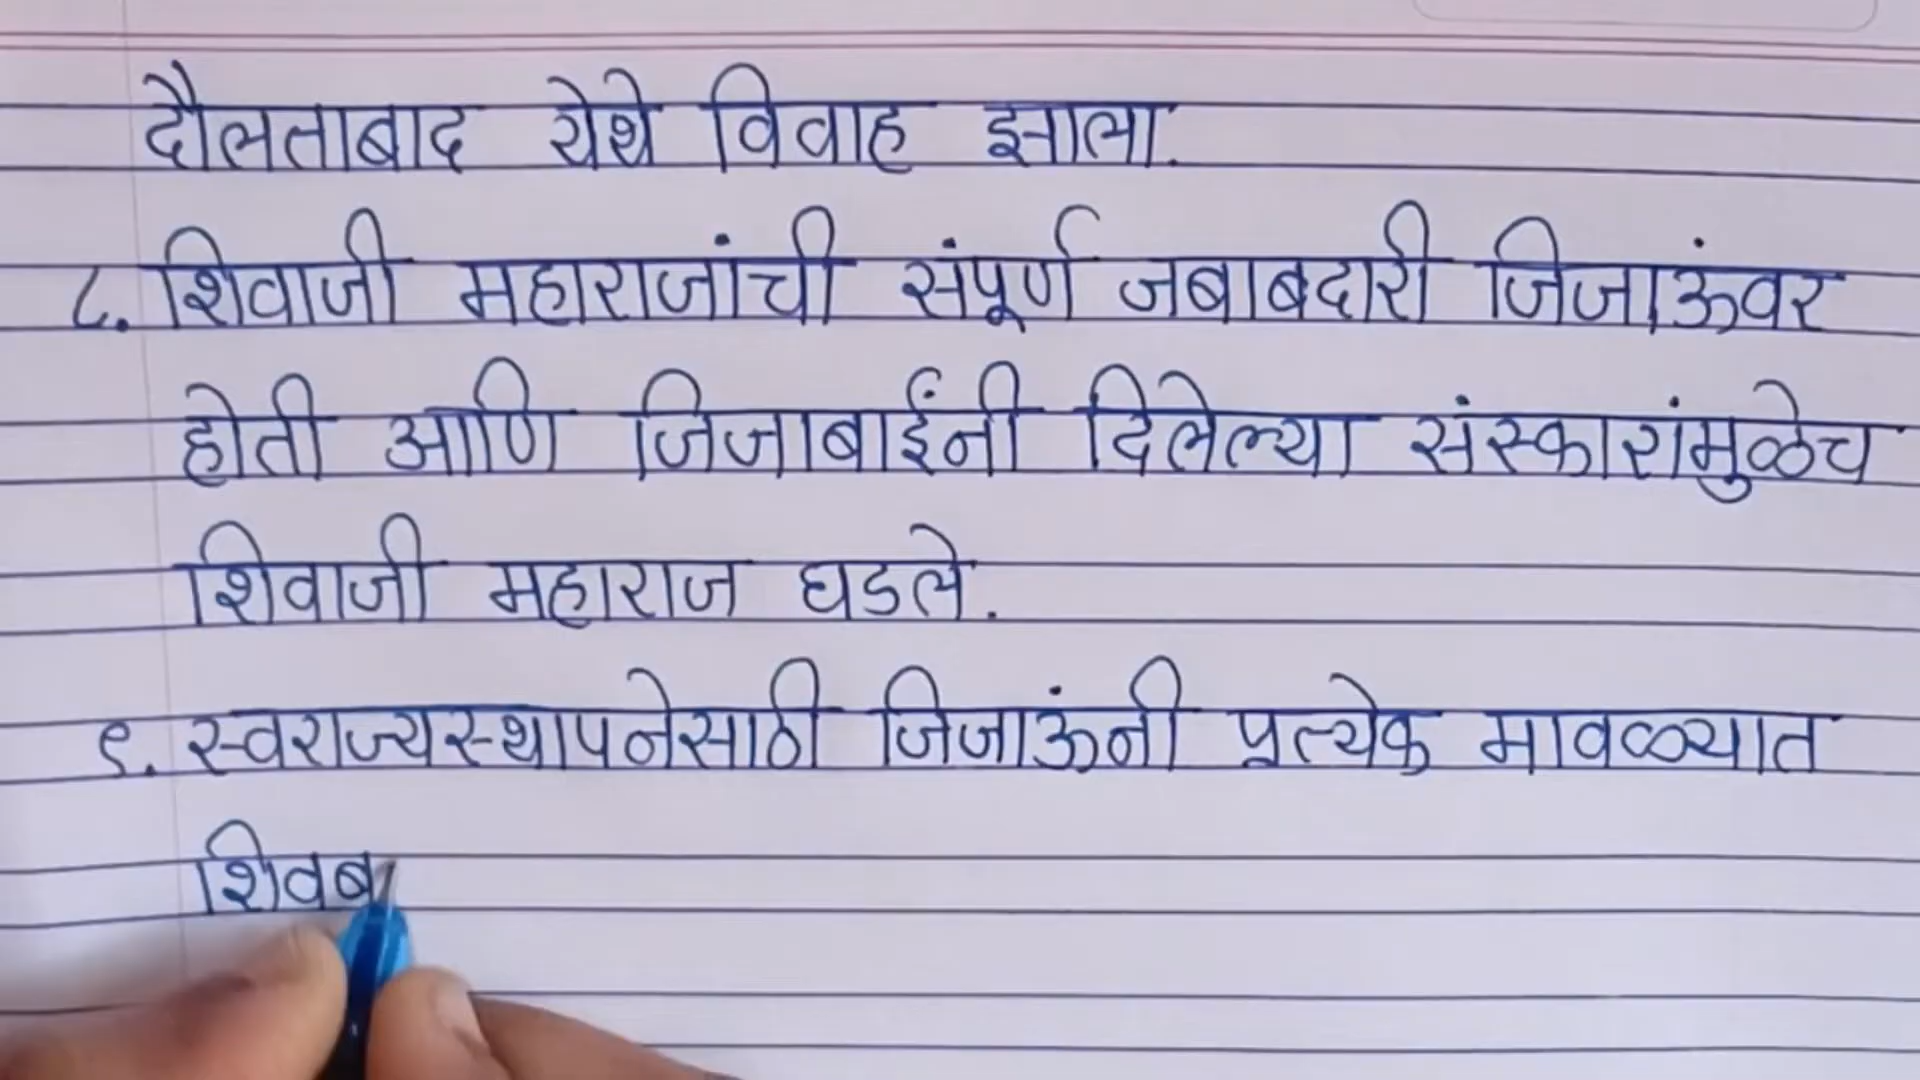 दौलताबाद येथे विवाह झाला.
८. शिवाजी महाराजांची संपूर्ण जबाबदारी जिजाऊंवर
होती आणि जिजाबाईंनी दिलेल्या संस्कारांमुळेच
शिवाजी महाराज घडले.
९. स्वराज्यस्थापनेसाठी जिजाऊंनी प्रत्येक मावळ्यात
शिवब